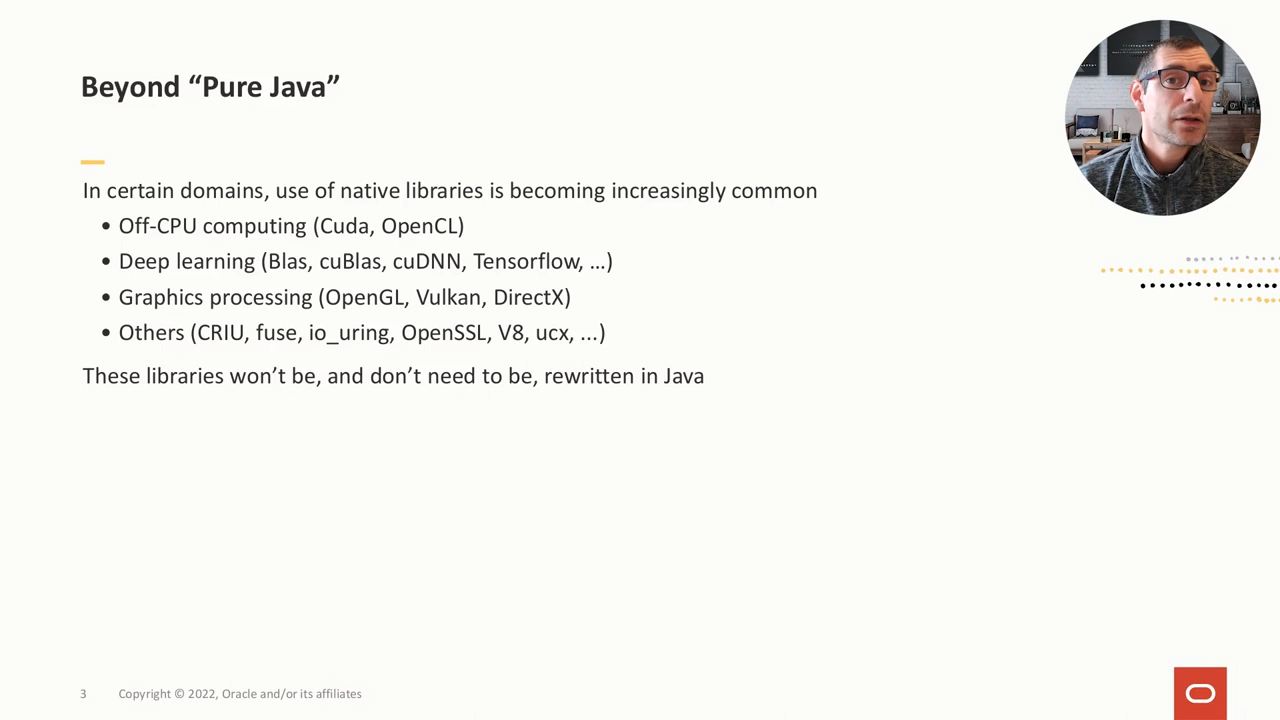 Beyond “Pure Java”
In certain domains, use of native libraries is becoming increasingly common
• Off-CPU computing (Cuda, OpenCL)
• Deep learning (Blas, cuBlas, cuDNN, Tensorflow, …)
• Graphics processing (OpenGL, Vulkan, DirectX)
• Others (CRIU, fuse, io_uring, OpenSSL, V8, ucx, ...)
These libraries won’t be, and don’t need to be, rewritten in Java
3 Copyright © 2022, Oracle and/or its affiliates